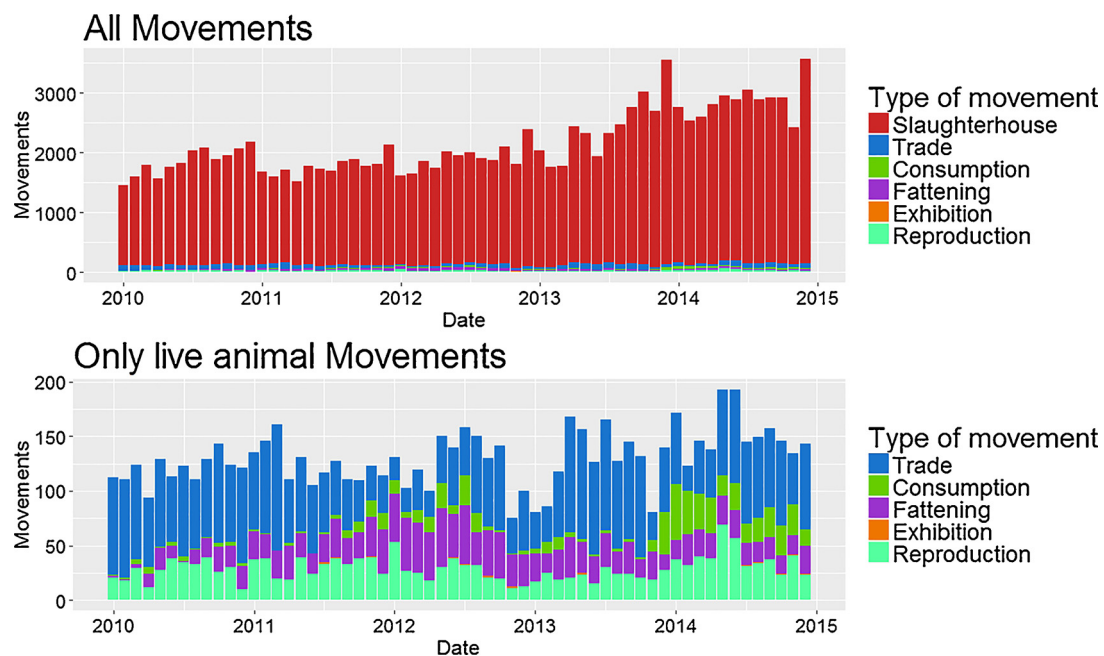 All Movements
Movements
3000
2000
1000
0
2010
2011
2012
2013
2014
2015
Date
Type of movement
Slaughterhouse
Trade
Consumption
Fattening
Exhibition
Reproduction
Only live animal Movements
Movements
200
150
100
50
0
2010
2011
2012
2013
2014
2015
Date
Type of movement
Trade
Consumption
Fattening
Exhibition
Reproduction